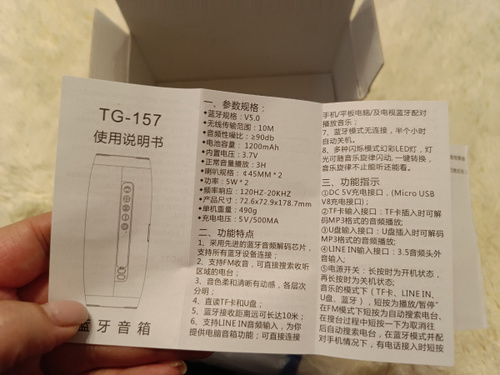 TG-157
使用说明书
蓝牙音箱
一、参数规格：
•蓝牙规格：V5.0
•无线传输范围：10M
•音频性噪比：≥90db
•电池容量：1200mAh
•内置电压：3.7V
•正常音量播放：3H
•喇叭规格：¢45MM*2
•功率：5W*2
•频率响应：120HZ-20KHZ
•产品尺寸：72.6x72.9x178.7mm
•单机重量：490g
•充电电压：5V/500MA
二、功能特点
1、采用先进的蓝牙音频解码芯片，
支持所有蓝牙设备连接；
2、支持FM收音，可直接搜索收听
区域的电台；
3、音色柔和清晰有动感，各层次
分明；
4、直读TF卡和U盘；
5、蓝牙接收距离远可长达10米；
6、支持LINE IN音频输入，为你
提供电脑音箱功能；可直接连接
手机/平板电脑/及电视蓝牙配对
播放音乐；
7、蓝牙模式无连接，半个小时
自动关机。
8、多种闪烁模式幻彩LED灯，灯
光可随音乐旋律闪动,一键转换，
音乐旋律不止能听还能看。
三、功能指示
①DC 5V充电接口，(Micro USB
V8充电接口)；
②TF卡输入接口：TF卡插入时可解
码MP3格式的音频播放；
③U盘输入接口：U盘插入时可解
码MP3格式的音频播放；
④LINE IN接口：3.5音频头外
音输入；
⑤电源开关：长按时为开机状态，
再长按时为关机状态；
音乐的模式下（TF卡、LINE IN、
U盘、蓝牙），短按为播放/暂停"
在FM模式下短按为自动搜索电台，
在搜台过程中短按一下为取消往
后自动搜索电台，在蓝牙模式并配
对手机情况下，有电话接入时短按